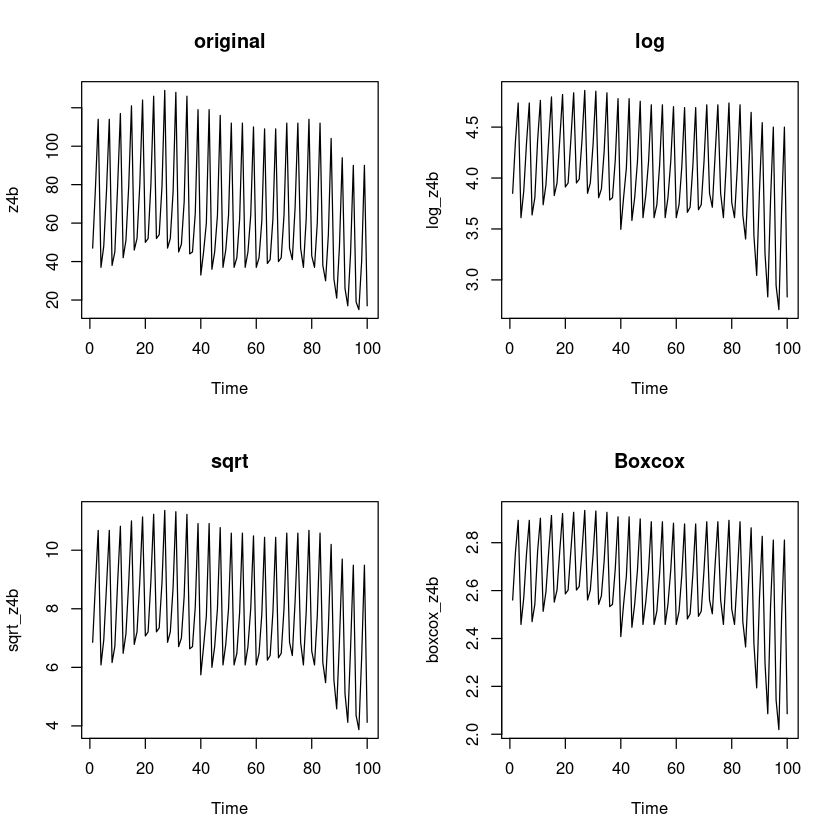 original
z4b
20
40
60
80
100
0 20 40 60 80 100
Time
log
log_z4b
3.0
3.5
4.0
4.5
0 20 40 60 80 100
Time
sqrt
sqrt_z4b
4
6
8
10
0 20 40 60 80 100
Time
Boxcox
boxcox_z4b
2.0
2.2
2.4
2.6
2.8
0 20 40 60 80 100
Time